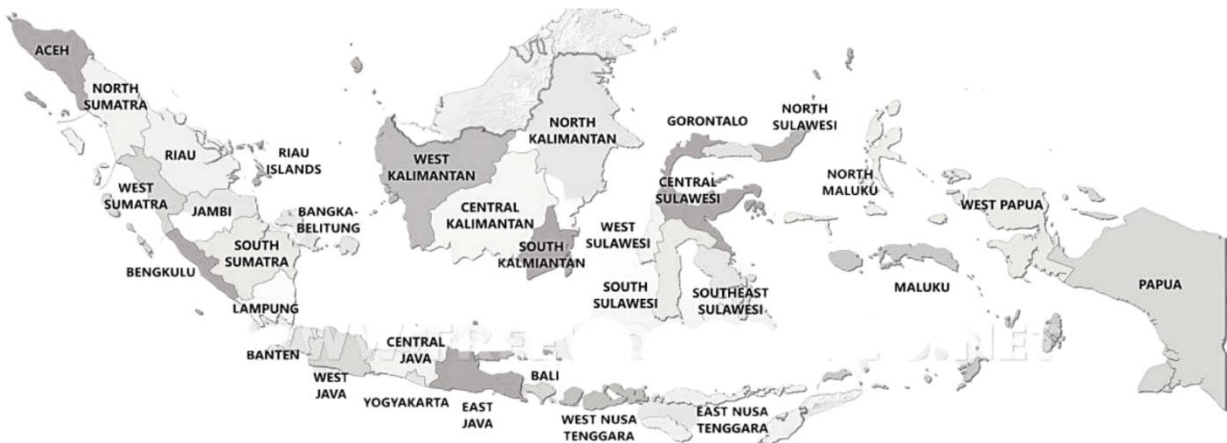 ACEH
NORTH
SUMATRA
RIAU
RIAU
ISLANDS
WEST
SUMATRA
JAMBI
BANGKA-
BELITUNG
SOUTH
SUMATRA
BENGKULU
LAMPUNG
BANTEN
WEST
JAVA
CENTRAL
JAVA
YOGYAKARTA
EAST
JAVA
BALI
WEST NUSA
TENGGARA
EAST NUSA
TENGGARA
WEST
KALIMANTAN
NORTH
KALIMANTAN
CENTRAL
KALIMANTAN
SOUTH
KALMIANTAN
GORONTALO
NORTH
SULAWESI
CENTRAL
SULAWESI
WEST
SULAWESI
SOUTH
SULAWESI
SOUTHEAST
SULAWESI
NORTH
MALUKU
MALUKU
WEST PAPUA
PAPUA